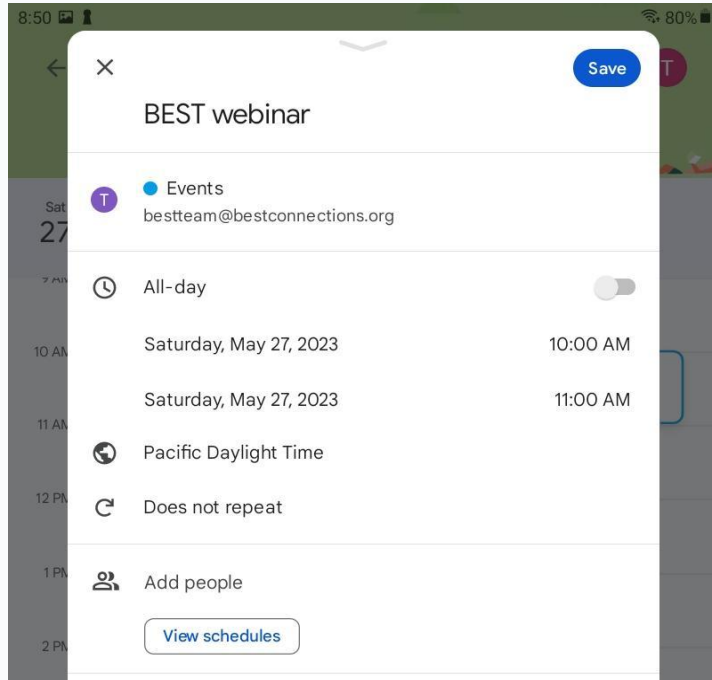 8:50 80%
Save T
BEST webinar
Sat
27
T Events
bestteam@bestconnections.org
All-day
10 AM
Saturday, May 27, 2023 10:00 AM
Saturday, May 27, 2023 11:00 AM
11 AM
Pacific Daylight Time
12 PM
Does not repeat
1 PM
Add people
View schedules
2 PM